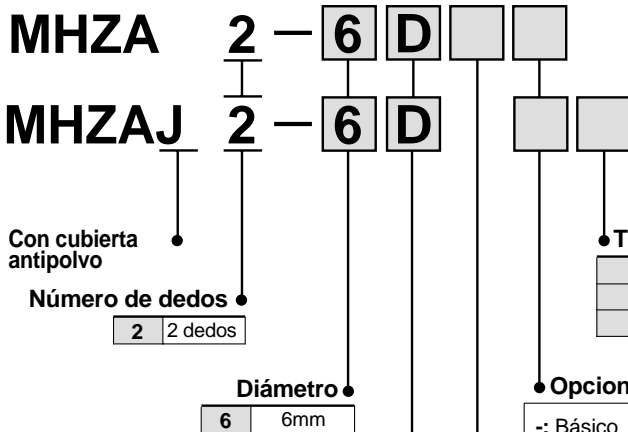 MHZA 2 — 6 D
MHZAJ 2 — 6 D
Con cubierta
antipolvo
Número de dedos
2 2 dedos
Diámetro
6 6mm
T
Opcion
-: Básico